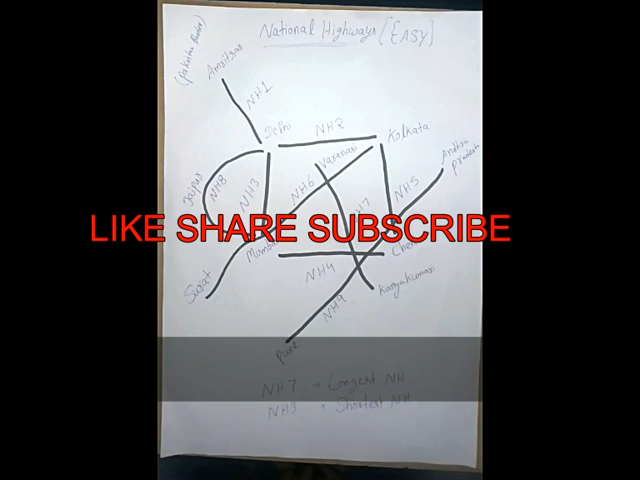 National Highways [EASY]
(Pakistan Border)
Amritsar
NH1
Delhi
NH2
Kolkata
Varanasi
Andhra
pradesh
Jaipur
NH8
NH3
NH6
NH7
NH5
LIKE SHARE SUBSCRIBE
Mumbai
NH4
Surat
Kanyakumari
NH9
Pune
NH7 → Longest NH
NH3 → Shortest NH